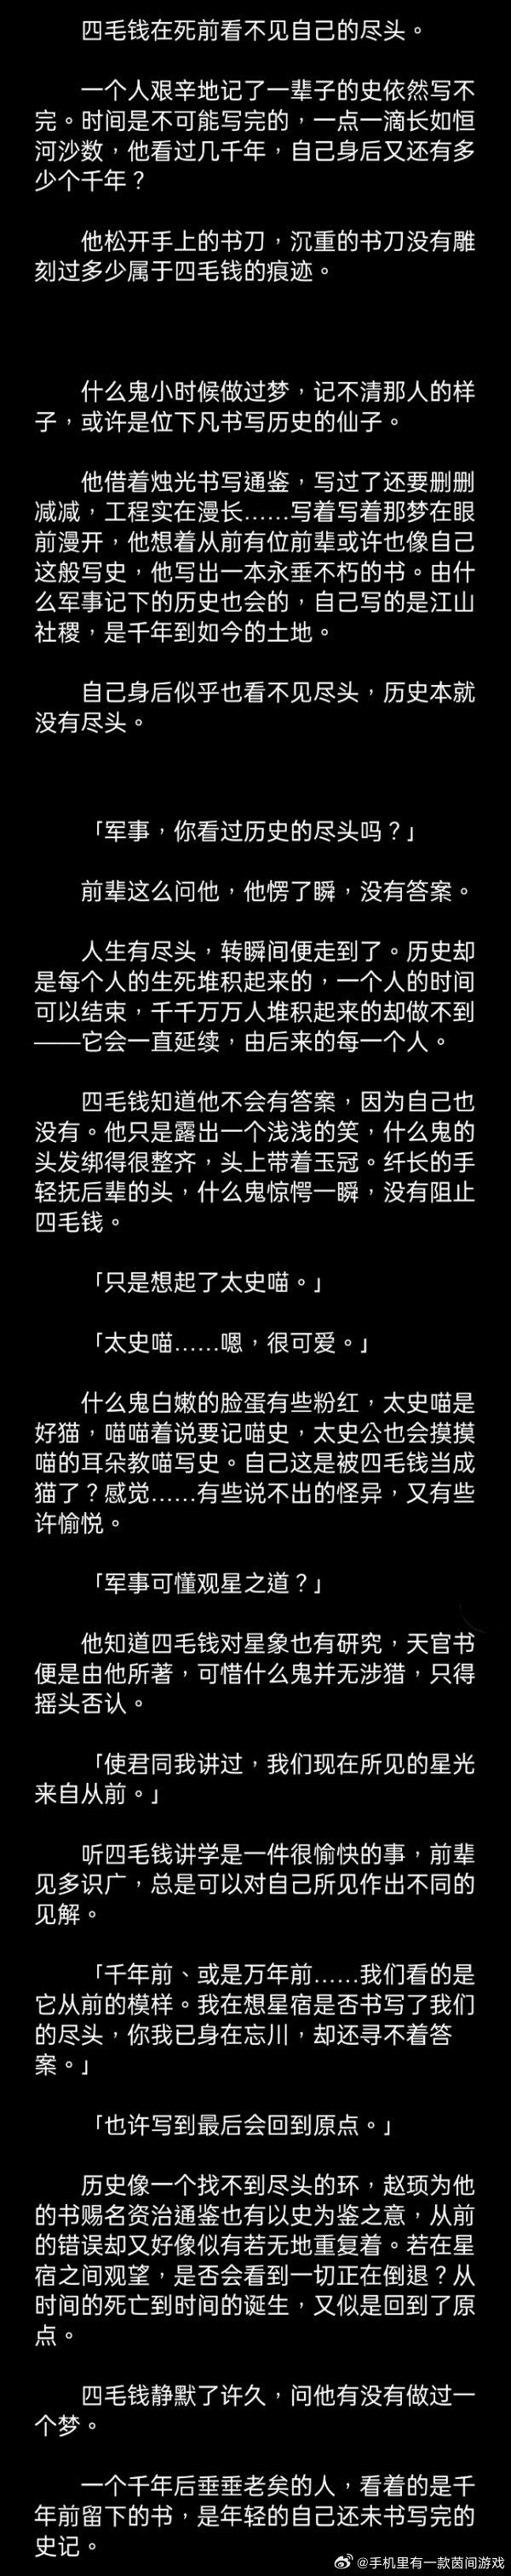 四毛钱在死前看不见自己的尽头。
一个人艰辛地记了一辈子的史依然写不
完。时间是不可能写完的，一点一滴长如恒
河沙数，他看过几千年，自己身后又还有多
少个千年？
他松开手上的书刀，沉重的书刀没有雕
刻过多少属于四毛钱的痕迹。
什么鬼小时候做过梦，记不清那人的样
子，或许是位下凡书写历史的仙子。
他借着烛光书写通鉴，写过了还要删删
减减，工程实在漫长……写着写着那梦在眼
前漫开，他想着从前有位前辈或许也像自己
这般写史，他写出一本永垂不朽的书。由什
么军事记下的历史也会的，自己写的是江山
社稷，是千年到如今的土地。
自己身后似乎也看不见尽头，历史本就
没有尽头。
「军事，你看过历史的尽头吗？」
前辈这么问他，他愣了瞬，没有答案。
人生有尽头，转瞬间便走到了。历史却
是每个人的生死堆积起来的，一个人的时间
可以结束，千千万万人堆积起来的却做不到
——它会一直延续，由后来的每一个人。
四毛钱知道他不会有答案，因为自己也
没有。他只是露出一个浅浅的笑，什么鬼的
头发绑得很整齐，头上带着玉冠。纤长的手
轻抚后辈的头，什么鬼惊愕一瞬，没有阻止
四毛钱。
「只是想起了太史喵。」
「太史喵……嗯，很可爱。」
什么鬼白嫩的脸蛋有些粉红，太史喵是
好猫，喵喵着说要记喵史，太史公也会摸摸
喵的耳朵教喵写史。自己这是被四毛钱当成
猫了？感觉……有些说不出的怪异，又有些
许愉悦。
「军事可懂观星之道？」
他知道四毛钱对星象也有研究，天官书
便是由他所著，可惜什么鬼并无涉猎，只得
摇头否认。
「使君同我讲过，我们现在所见的星光
来自从前。」
听四毛钱讲学是一件很愉快的事，前辈
见多识广，总是可以对自己所见作出不同的
见解。
「千年前、或是万年前……我们看的是
它从前的模样。我在想星宿是否书写了我们
的尽头，你我已身在忘川，却还寻不着答
案。」
「也许写到最后会回到原点。」
历史像一个找不到尽头的环，赵顼为他
的书赐名资治通鉴也有以史为鉴之意，从前
的错误却又好像似有若无地重复着。若在星
宿之间观望，是否会看到一切正在倒退？从
时间的死亡到时间的诞生，又似是回到了原
点。
四毛钱静默了许久，问他有没有做过一
个梦。
一个千年后垂垂老矣的人，看着的是千
年前留下的书，是年轻的自己还未书写完的
史记。
@手机里有一款茵间游戏